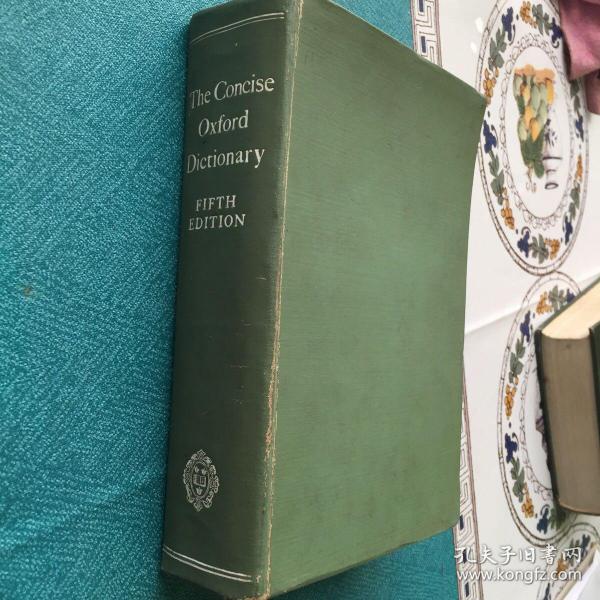 The Concise
Oxford
Dictionary
FIFTH
EDITION
孔夫子旧书网
www.kongfz.com